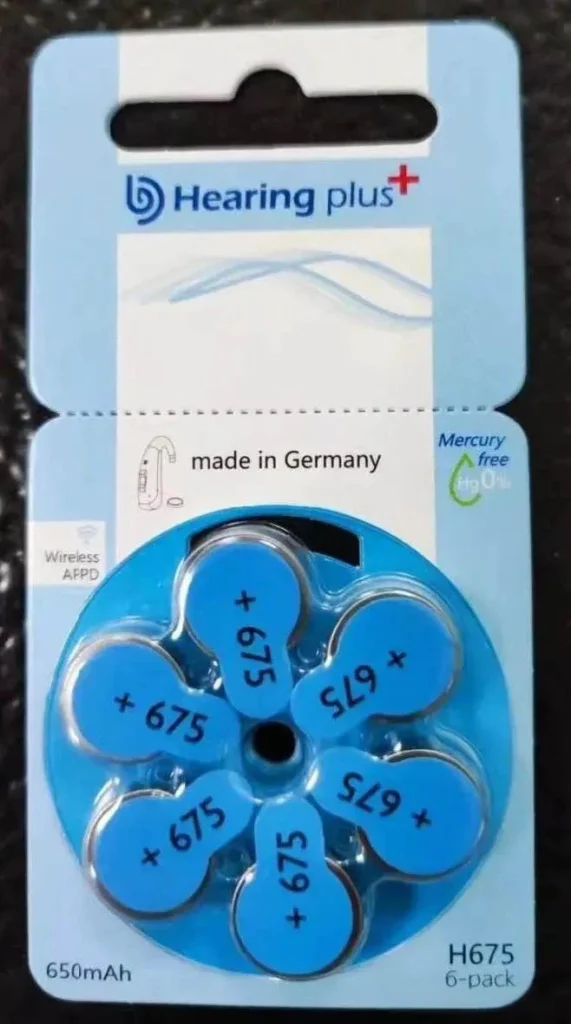 Hearing plus+
made in Germany
Mercury
free
Hg0%
Wireless
APPD
+ 675
+ 675
+ 675
+ 675
+ 675
+ 675
650mAh
H675
6-pack